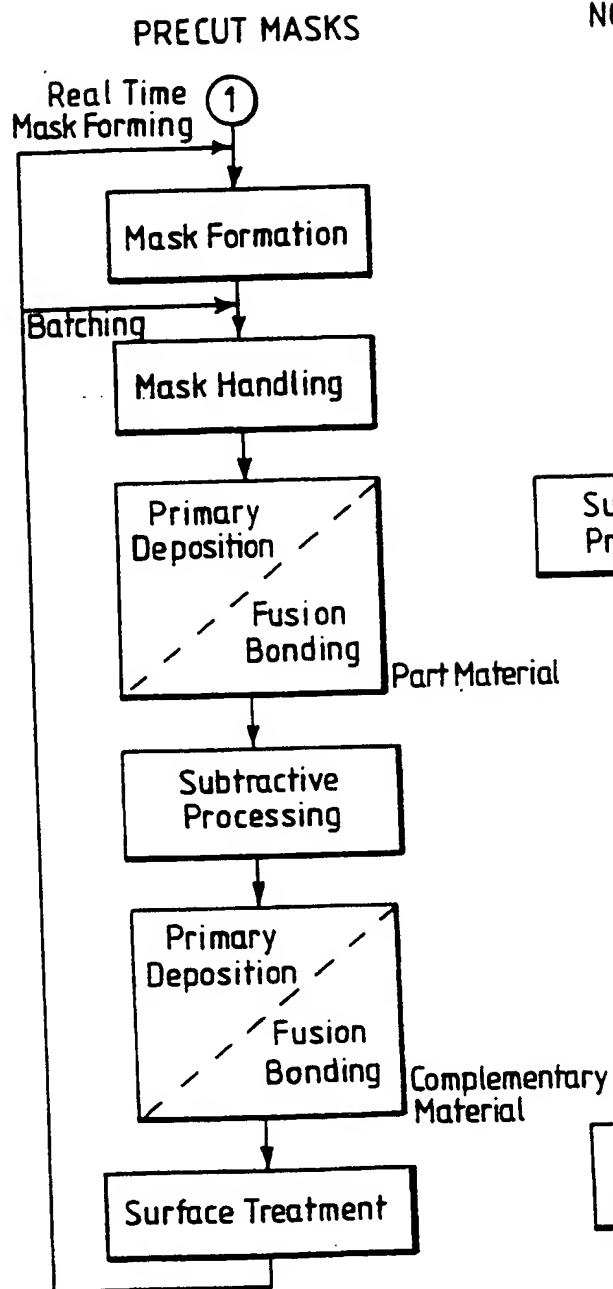 PRECUT MASKS
Real Time
Mask Forming
1
Mask Formation
Batching
Mask Handling
Primary
Deposition
Fusion
Bonding
Part Material
Subtractive
Processing
Primary
Deposition
Fusion
Bonding
Complementary
Material
Surface Treatment